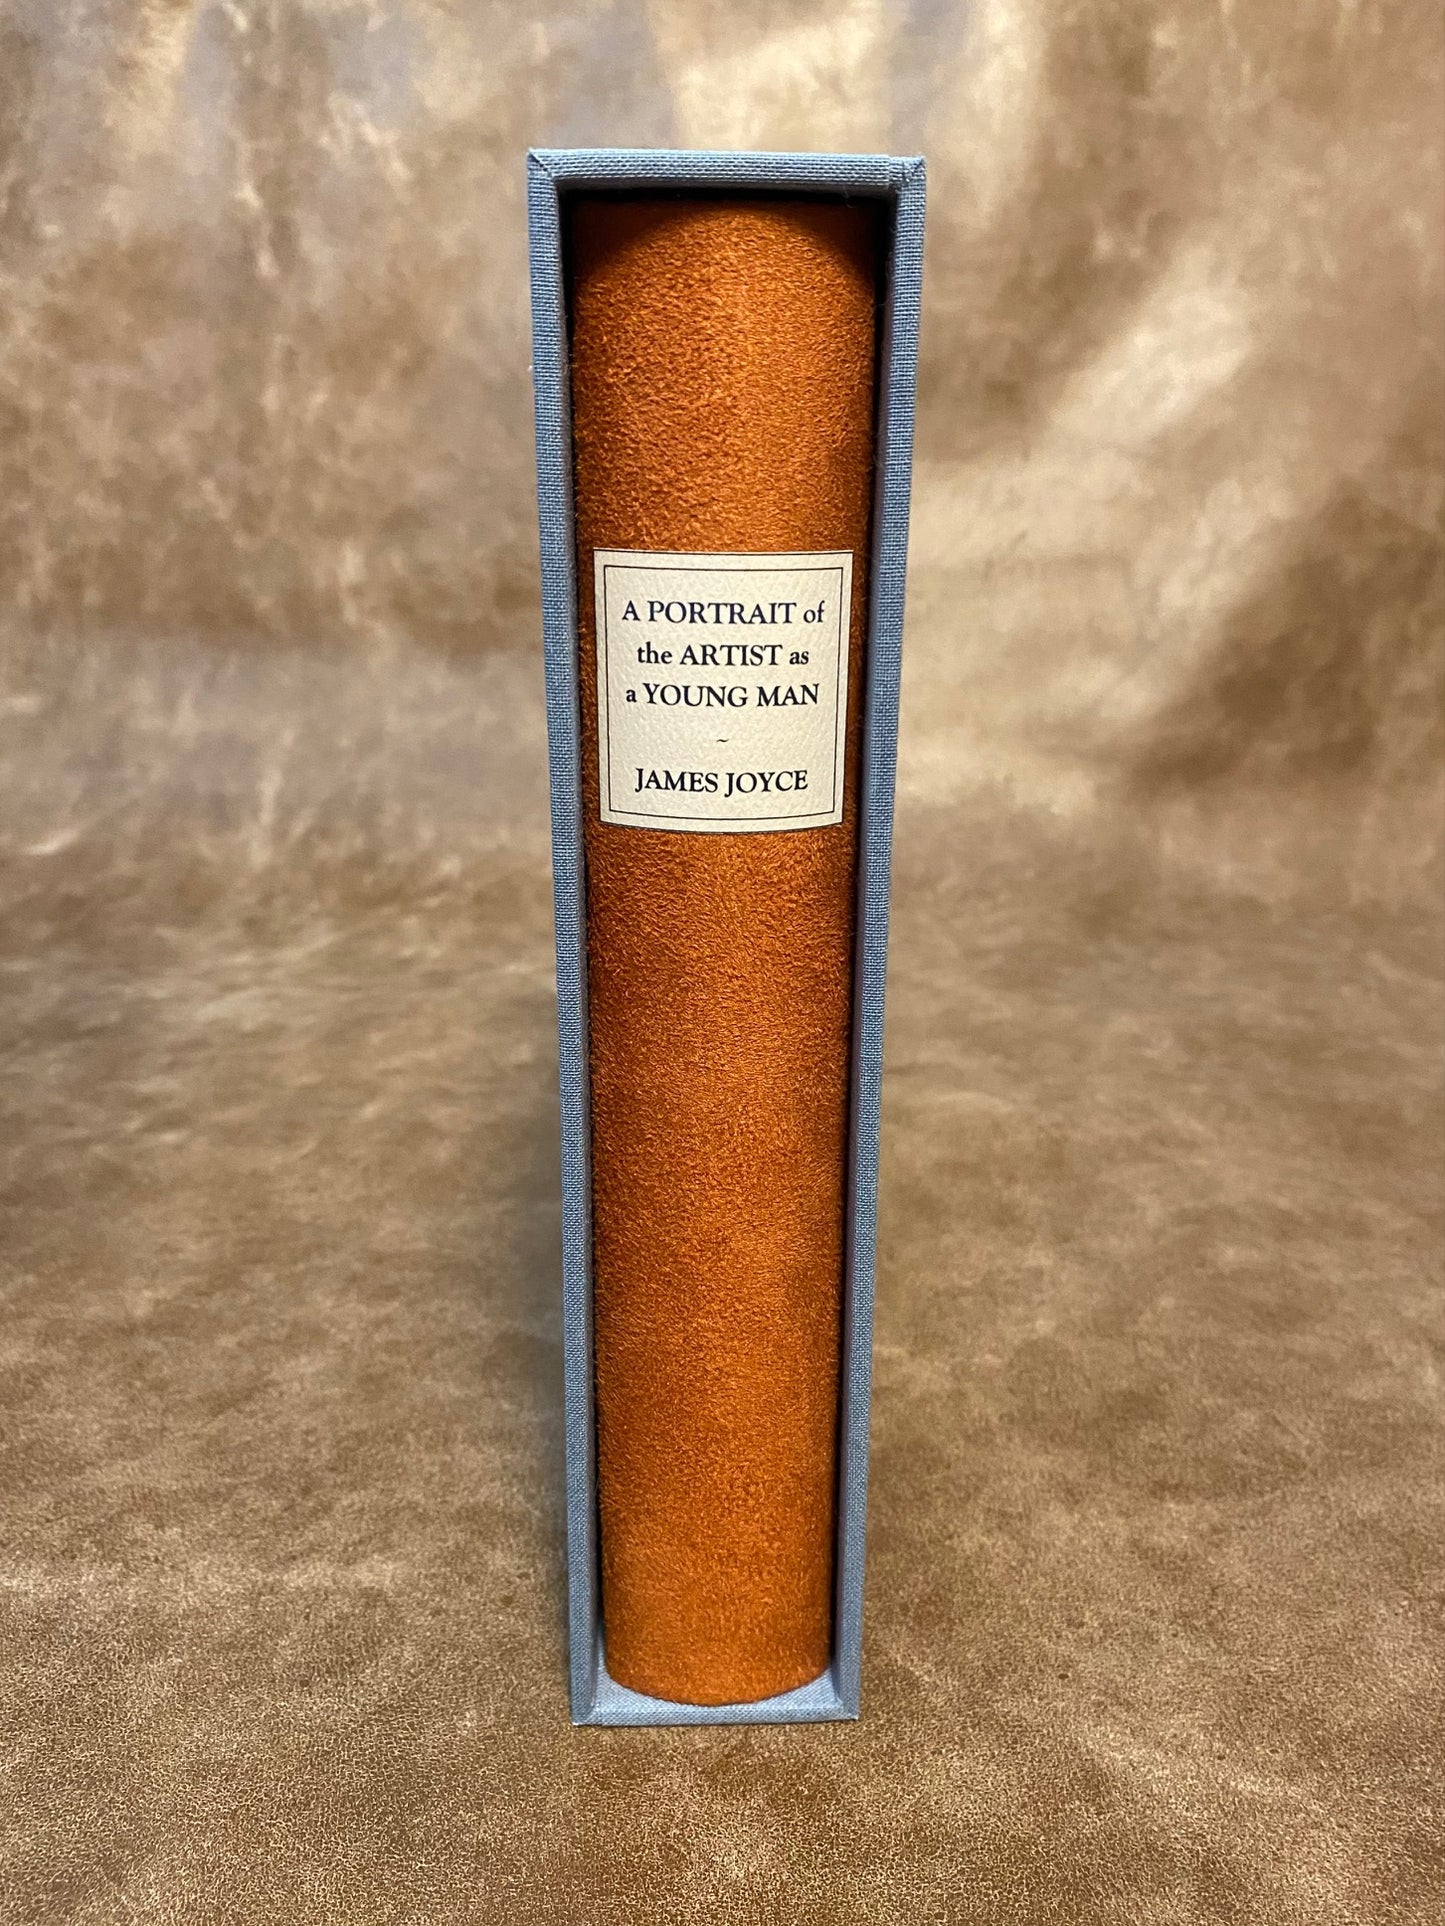 A PORTRAIT of
the ARTIST as
a YOUNG MAN
~
JAMES JOYCE